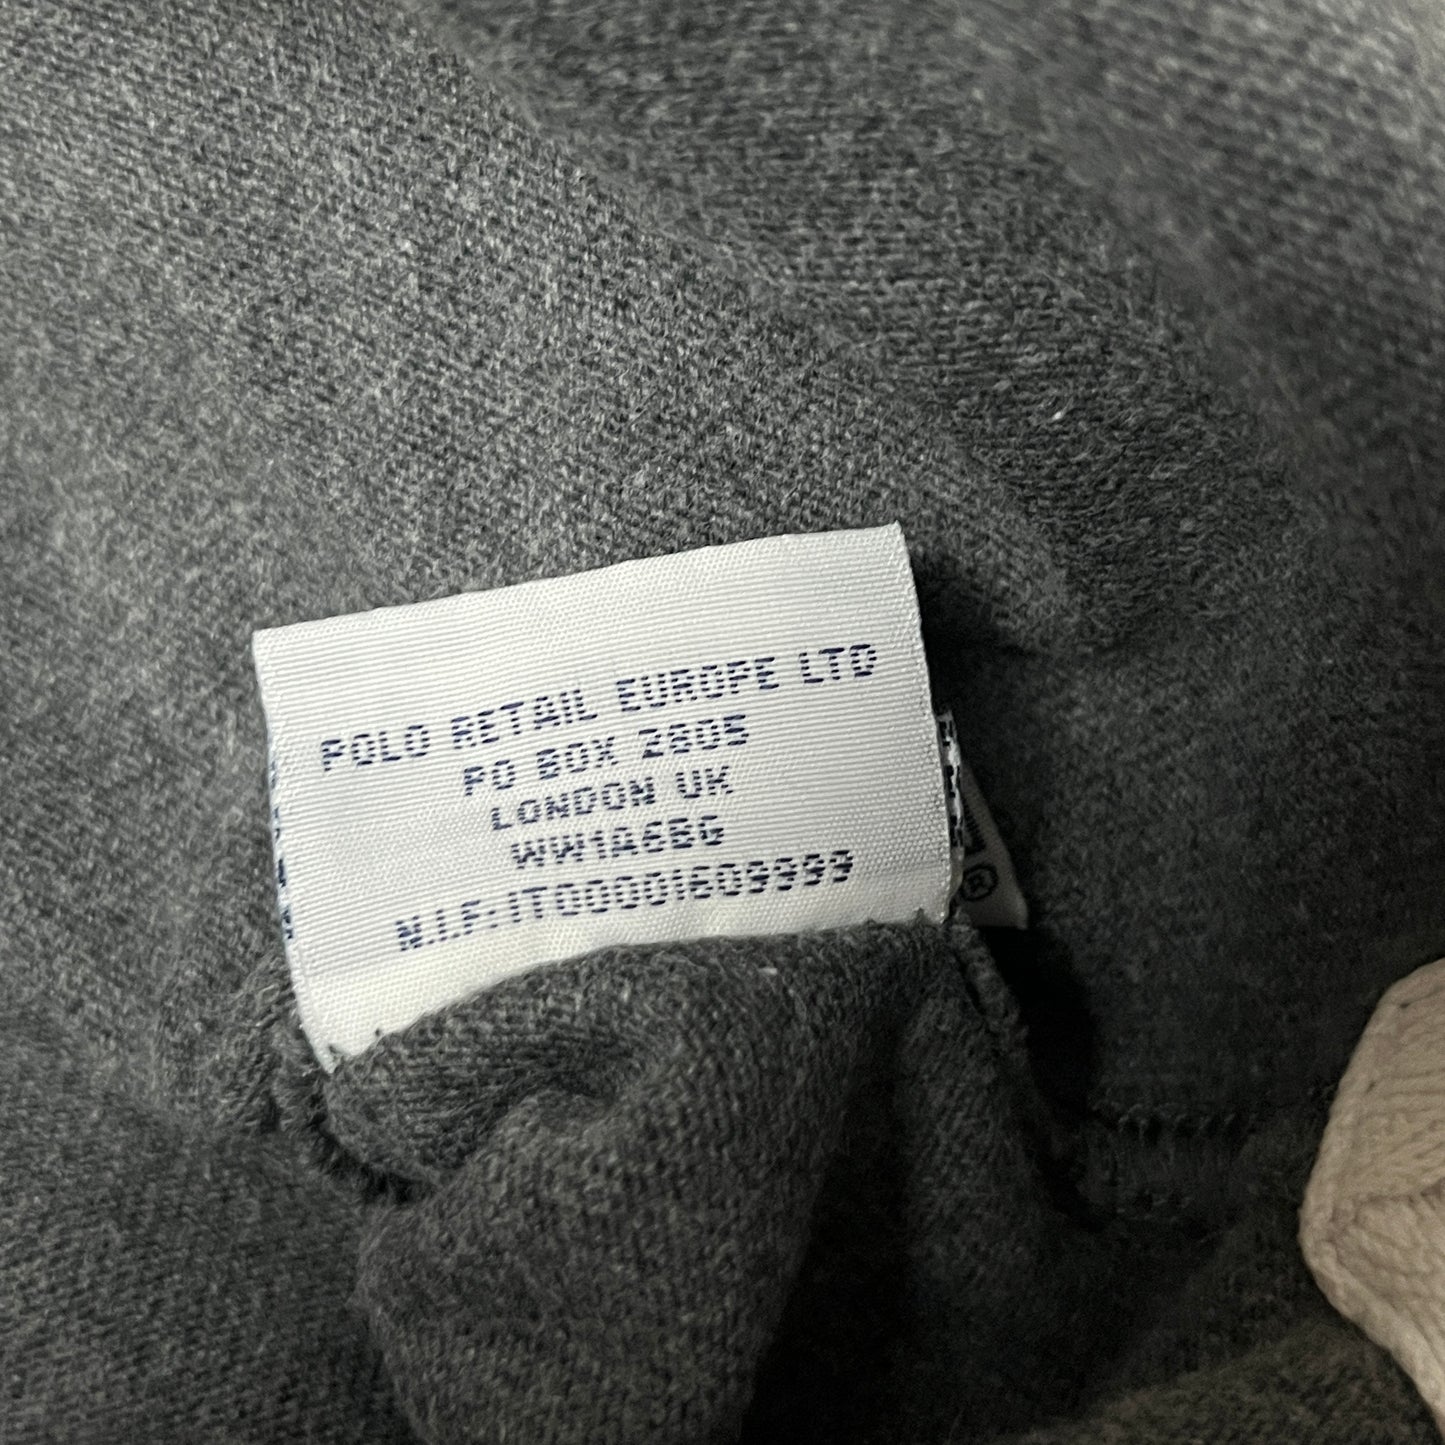 POLO RETAIL EUROPE LTD
PO BOX 2805
LONDON UK
WW1A6BG
N.I.F:IT00001609999
®